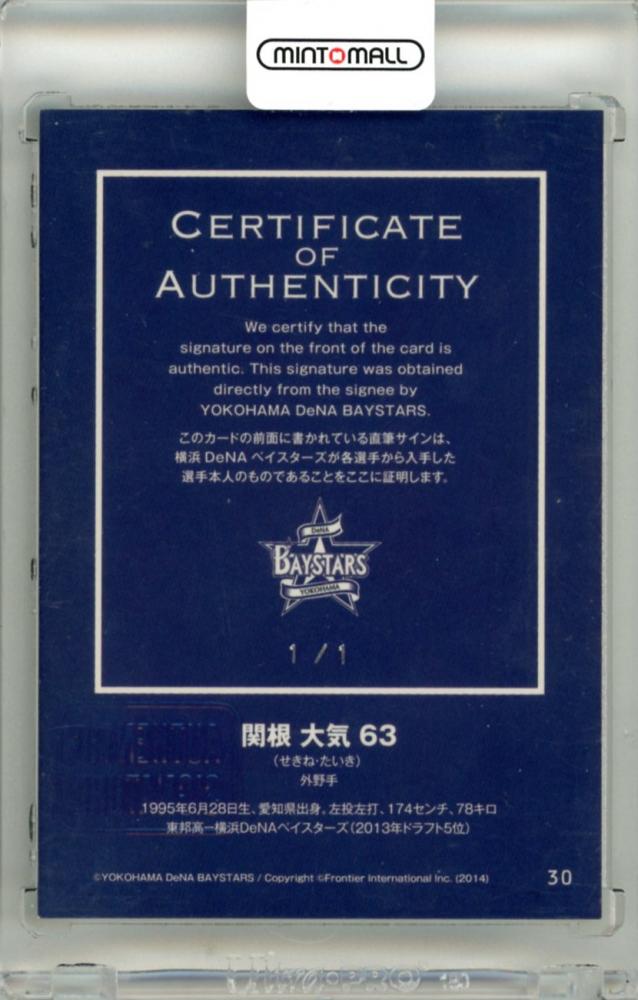 MINT MALL
CERTIFICATE
OF
AUTHENTICITY
We certify that the
signature on the front of the card is
authentic. This signature was obtained
directly from the signee by
YOKOHAMA DeNA BAYSTARS.
このカードの前面に書かれている直筆サインは、
横浜 DeNA ベイスターズが各選手から入手した
選手本人のものであることをここに証明します。
DeNA
BAYSTARS
YOKOHAMA
1/1
関根 大気 63
(せきね・たいき)
外野手
1995年6月28日生、愛知県出身。左投左打、174センチ、78キロ
東邦高―横浜DeNAベイスターズ(2013年ドラフト5位)
©YOKOHAMA DeNA BAYSTARS / Copyright ©Frontier International Inc. (2014)
30
Ultra PRO